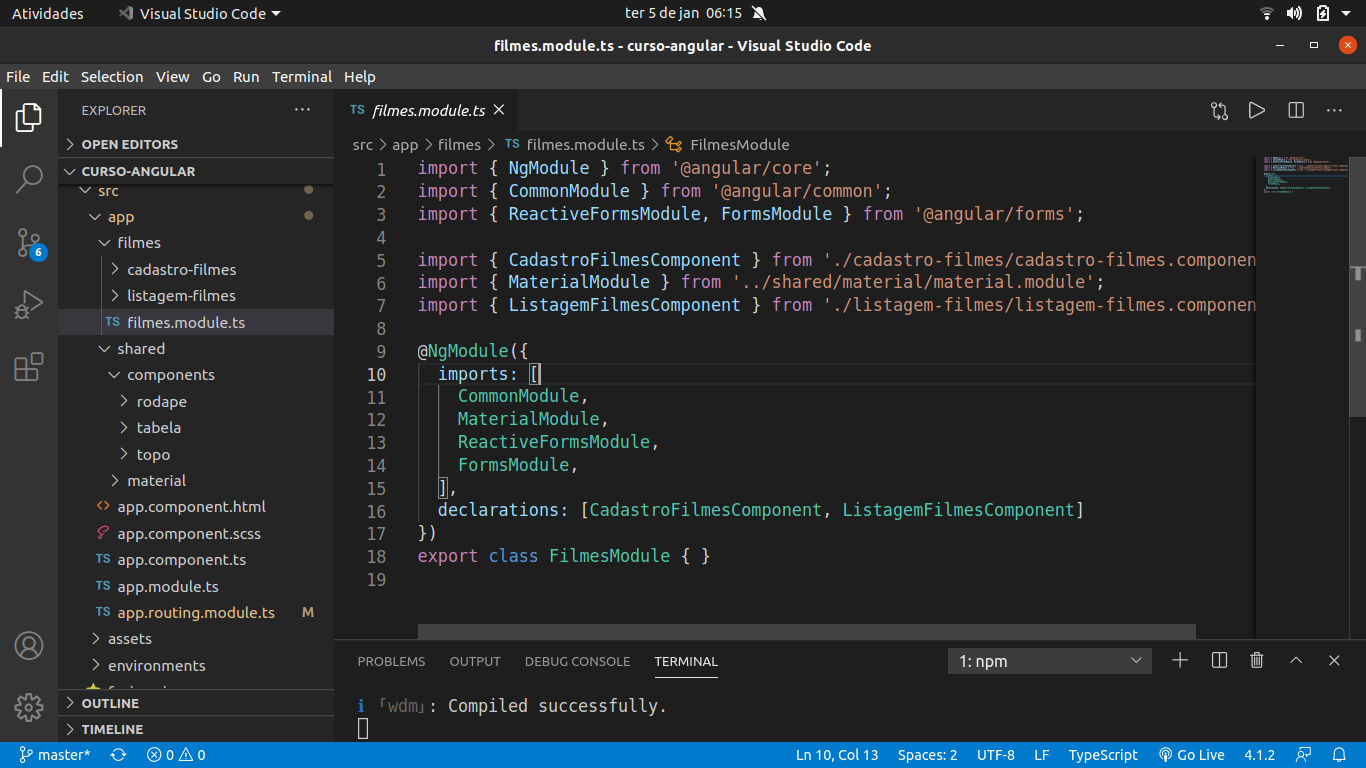 Atividades Visual Studio Code ter 5 de jan 06:15
filmes.module.ts - curso-angular - Visual Studio Code
File Edit Selection View Go Run Terminal Help
EXPLORER
OPEN EDITORS
CURSO-ANGULAR
src
app
filmes
cadastro-filmes
listagem-filmes
TS filmes.module.ts
shared
components
rodape
tabela
topo
material
<> app.component.html
app.component.scss
TS app.component.ts
TS app.module.ts
TS app.routing.module.ts M
assets
environments
OUTLINE
TIMELINE
6
TS filmes.module.ts
src > app > filmes > TS filmes.module.ts > FilmesModule
1 import { NgModule } from '@angular/core';
2 import { CommonModule } from '@angular/common';
3 import { ReactiveFormsModule, FormsModule } from '@angular/forms';
4
5 import { CadastroFilmesComponent } from './cadastro-filmes/cadastro-filmes.componen
6 import { MaterialModule } from '../shared/material/material.module';
7 import { ListagemFilmesComponent } from './listagem-filmes/listagem-filmes.componen
8
9 @NgModule({
10 imports: [
11 CommonModule,
12 MaterialModule,
13 ReactiveFormsModule,
14 FormsModule,
15 ],
16 declarations: [CadastroFilmesComponent, ListagemFilmesComponent]
17 })
18 export class FilmesModule { }
19
PROBLEMS OUTPUT DEBUG CONSOLE TERMINAL 1: npm
i 「wdm」: Compiled successfully.
master* 0 0 Ln 10, Col 13 Spaces: 2 UTF-8 LF TypeScript Go Live 4.1.2